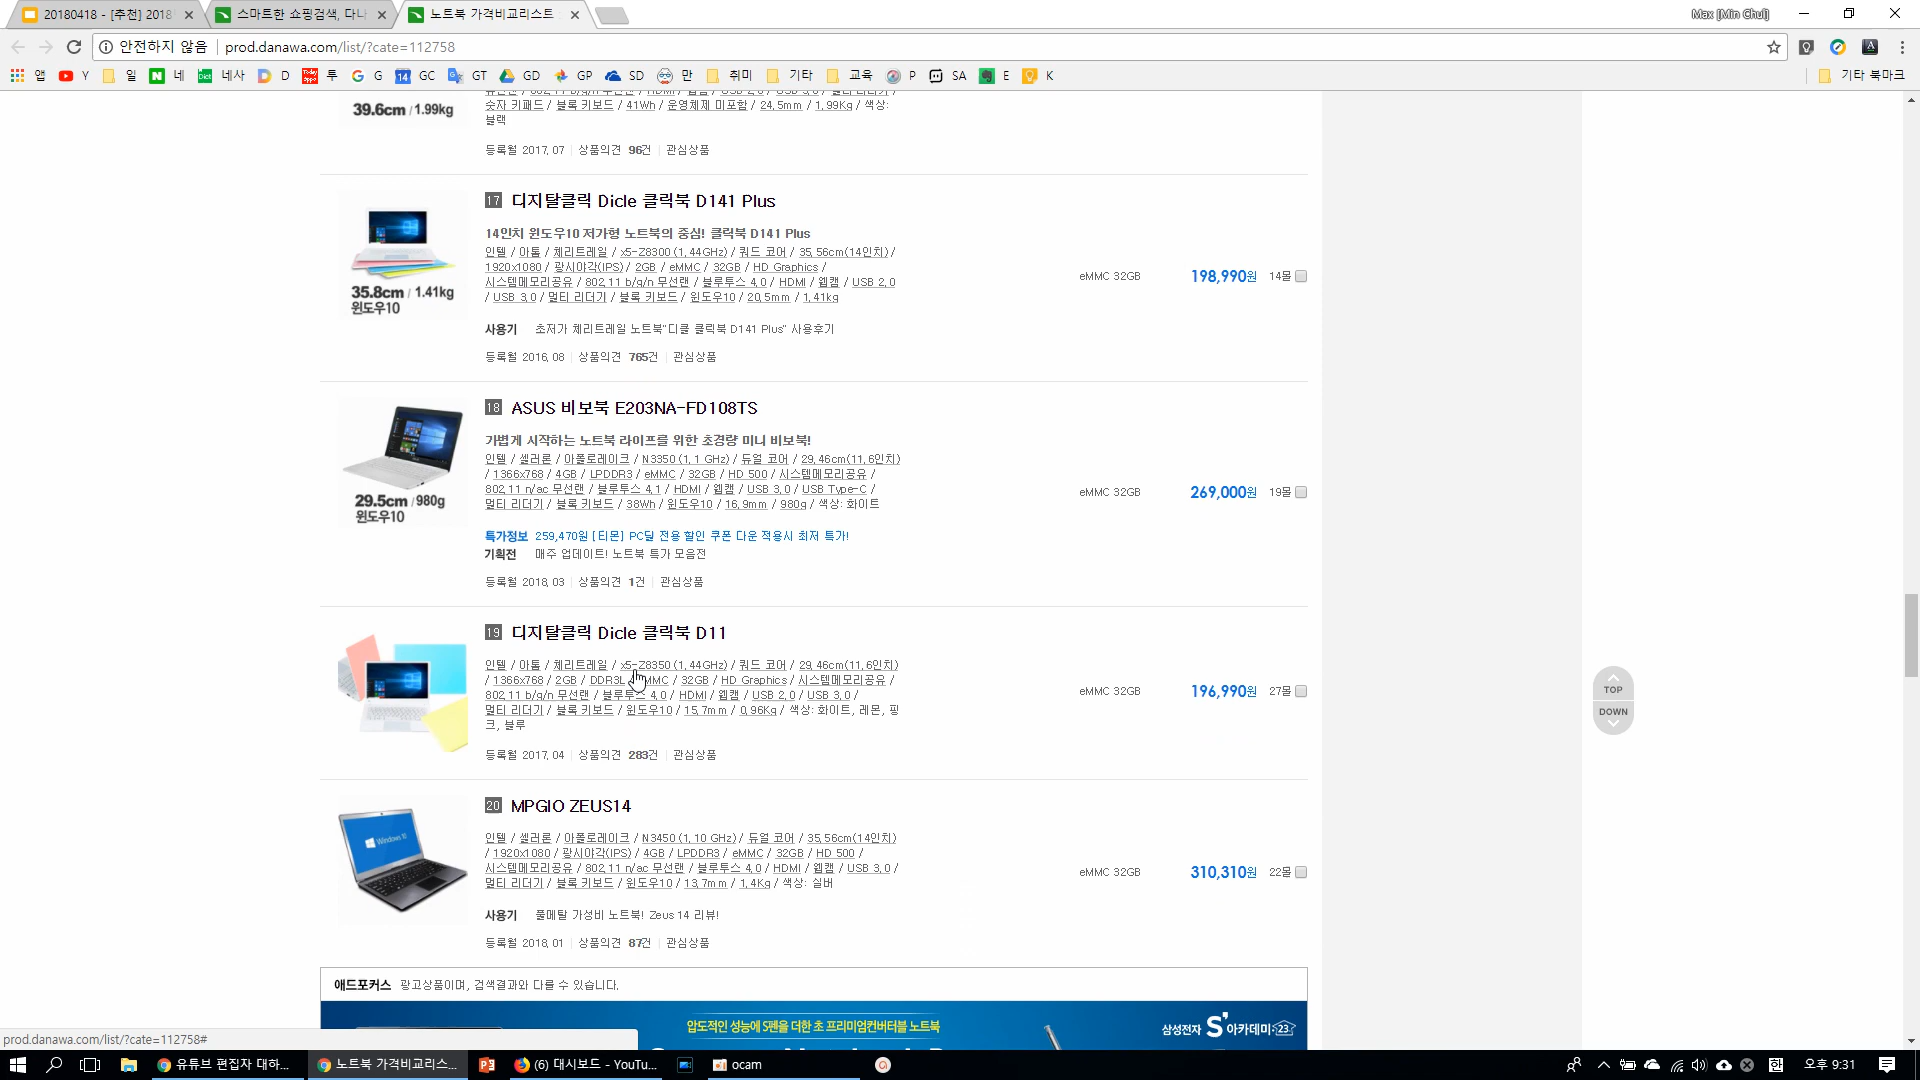 20180418 - [추천] 2018
스마트한 쇼핑검색, 다나
노트북 가격비교리스트
Max [Min Chul]
안전하지 않음
prod.danawa.com/list/?cate=112758
앱 Y 일 네 네사 D 투 G GC GT GD GP SD 만 취미 기타 교육 P SA E K 기타 북마크
39.6cm / 1.99kg
숫자 키패드 / 블록 키보드 / 41Wh / 운영체제 미포함 / 24.5mm / 1.99Kg / 색상:
블랙
등록월 2017.07 상품의견 96건 관심상품
35.8cm / 1.41kg
윈도우10
17 디지탈클릭 Dicle 클릭북 D141 Plus
14인치 윈도우10 저가형 노트북의 중심! 클릭북 D141 Plus
인텔 / 아톰 / 체리트레일 / x5-Z8300 (1.44GHz) / 쿼드 코어 / 35.56cm(14인치) /
1920x1080 / 광시야각(IPS) / 2GB / eMMC / 32GB / HD Graphics /
시스템메모리공유 / 802.11 b/g/n 무선랜 / 블루투스 4.0 / HDMI / 웹캠 / USB 2.0
/ USB 3.0 / 멀티 리더기 / 블록 키보드 / 윈도우10 / 20.5mm / 1.41kg
eMMC 32GB 198,990원 14몰
사용기 초저가 체리트레일 노트북"디클 클릭북 D141 Plus" 사용후기
등록월 2016.08 상품의견 765건 관심상품
29.5cm / 980g
윈도우10
18 ASUS 비보북 E203NA-FD108TS
가볍게 시작하는 노트북 라이프를 위한 초경량 미니 비보북!
인텔 / 셀러론 / 아폴로레이크 / N3350 (1.1 GHz) / 듀얼 코어 / 29.46cm(11.6인치)
/ 1366x768 / 4GB / LPDDR3 / eMMC / 32GB / HD 500 / 시스템메모리공유 /
802.11 n/ac 무선랜 / 블루투스 4.1 / HDMI / 웹캠 / USB 3.0 / USB Type-C /
멀티 리더기 / 블록 키보드 / 38Wh / 윈도우10 / 16.9mm / 980g / 색상: 화이트
eMMC 32GB 269,000원 19몰
특가정보 259,470원 [티몬] PC딜 전용 할인 쿠폰 다운 적용시 최저 특가!
기획전 매주 업데이트! 노트북 특가 모음전
등록월 2018.03 상품의견 1건 관심상품
19 디지탈클릭 Dicle 클릭북 D11
인텔 / 아톰 / 체리트레일 / x5-Z8350 (1.44GHz) / 쿼드 코어 / 29.46cm(11.6인치)
/ 1366x768 / 2GB / DDR3L MMC / 32GB / HD Graphics / 시스템메모리공유 /
802.11 b/g/n 무선랜 / 블루투스 4.0 / HDMI / 웹캠 / USB 2.0 / USB 3.0 /
멀티 리더기 / 블록 키보드 / 윈도우10 / 15.7mm / 0.96Kg / 색상: 화이트, 레몬, 핑
크, 블루
eMMC 32GB 196,990원 27몰
등록월 2017.04 상품의견 283건 관심상품
TOP
DOWN
20 MPGIO ZEUS14
인텔 / 셀러론 / 아폴로레이크 / N3450 (1.10 GHz) / 듀얼 코어 / 35.56cm(14인치)
/ 1920x1080 / 광시야각(IPS) / 4GB / LPDDR3 / eMMC / 32GB / HD 500 /
시스템메모리공유 / 802.11 n/ac 무선랜 / 블루투스 4.0 / HDMI / 웹캠 / USB 3.0 /
멀티 리더기 / 블록 키보드 / 윈도우10 / 13.7mm / 1.4Kg / 색상: 실버
eMMC 32GB 310,310원 22몰
사용기 풀메탈 가성비 노트북! Zeus 14 리뷰!
등록월 2018.01 상품의견 87건 관심상품
애드포커스 광고상품이며, 검색결과와 다를 수 있습니다.
압도적인 성능에 S펜을 더한 초 프리미엄컨버터블 노트북
삼성전자 S아카데미 23
prod.danawa.com/list/?cate=112758#
유튜브 편집자 대하...
노트북 가격비교리스...
(6) 대시보드 - YouTu...
ocam
한
오후 9:31